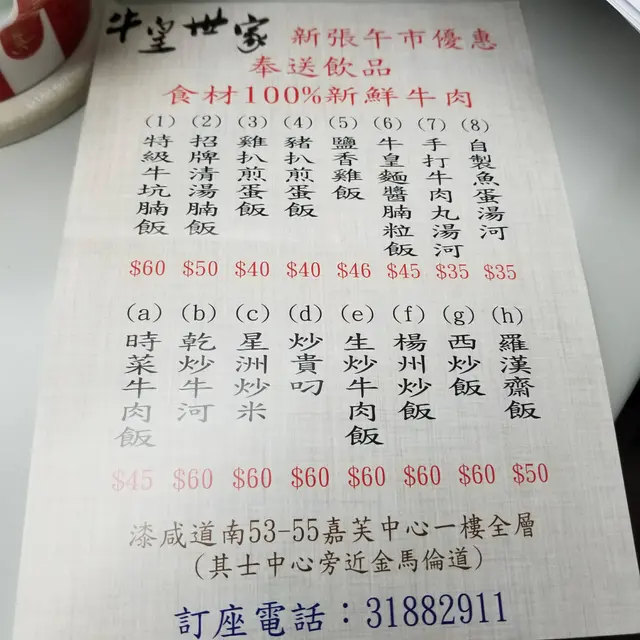 牛皇世家 新張午市優惠
奉送飲品
食材100%新鮮牛肉
(1) (2) (3) (4) (5) (6) (7) (8)
特級牛坑腩飯
招牌清湯腩飯
雞扒煎蛋飯
豬扒煎蛋飯
鹽香雞飯
牛皇麵醬腩粒飯
手打牛肉丸湯河
自製魚蛋湯河
$60 $50 $40 $40 $46 $45 $35 $35
(a) (b) (c) (d) (e) (f) (g) (h)
時菜牛肉飯
乾炒牛河
星洲炒米
炒貴叼
生炒牛肉飯
楊州炒飯
西炒飯
羅漢齋飯
$45 $60 $60 $60 $60 $60 $60 $50
漆咸道南53-55嘉芙中心一樓全層
(其士中心旁近金馬倫道)
訂座電話：31882911